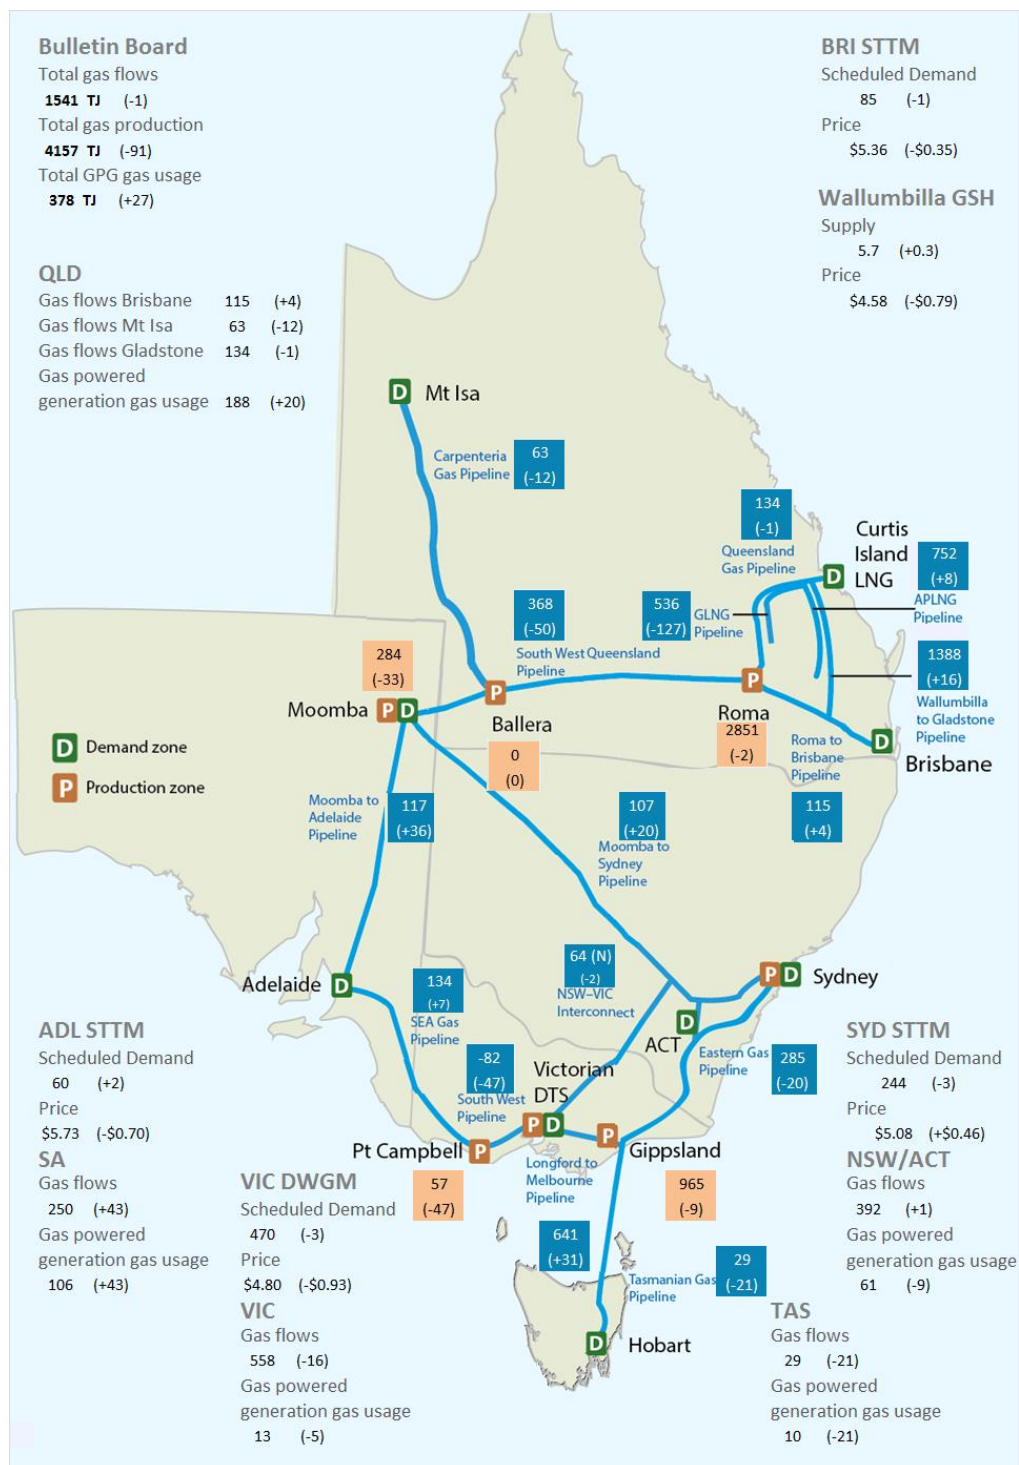 Bulletin Board
Total gas flows
1541 TJ (-1)
Total gas production
4157 TJ (-91)
Total GPG gas usage
378 TJ (+27)
BRI STTM
Scheduled Demand
85 (-1)
Price
$5.36 (-$0.35)
Wallumbilla GSH
Supply
5.7 (+0.3)
Price
$4.58 (-$0.79)
QLD
Gas flows Brisbane 115 (+4)
Gas flows Mt Isa 63 (-12)
Gas flows Gladstone 134 (-1)
Gas powered
generation gas usage 188 (+20)
D Mt Isa
Carpenteria
Gas Pipeline
63
(-12)
134
(-1)
Queensland
Gas Pipeline
Curtis
Island
LNG
D
752
(+8)
APLNG
Pipeline
368
(-50)
South West Queensland
Pipeline
536
(-127)
GLNG
Pipeline
1388
(+16)
Wallumbilla
to Gladstone
Pipeline
284
(-33)
Moomba P D
P
Ballera
0
(0)
P
Roma
2851
(-2)
Roma to
Brisbane
Pipeline
D
Brisbane
115
(+4)
D Demand zone
P Production zone
Moomba to
Adelaide
Pipeline
117
(+36)
107
(+20)
Moomba to
Sydney
Pipeline
Adelaide D
134
(+7)
SEA Gas
Pipeline
64 (N)
(-2)
NSW–VIC
Interconnect
P D Sydney
D
ACT
Eastern Gas
Pipeline
285
(-20)
-82
(-47)
South West
Pipeline
Victorian
DTS
P D
Pt Campbell P
57
(-47)
P
Gippsland
965
(-9)
Longford to
Melbourne
Pipeline
641
(+31)
Tasmanian Gas
Pipeline
29
(-21)
D Hobart
ADL STTM
Scheduled Demand
60 (+2)
Price
$5.73 (-$0.70)
SA
Gas flows
250 (+43)
Gas powered
generation gas usage
106 (+43)
VIC DWGM
Scheduled Demand
470 (-3)
Price
$4.80 (-$0.93)
VIC
Gas flows
558 (-16)
Gas powered
generation gas usage
13 (-5)
SYD STTM
Scheduled Demand
244 (-3)
Price
$5.08 (+$0.46)
NSW/ACT
Gas flows
392 (+1)
Gas powered
generation gas usage
61 (-9)
TAS
Gas flows
29 (-21)
Gas powered
generation gas usage
10 (-21)